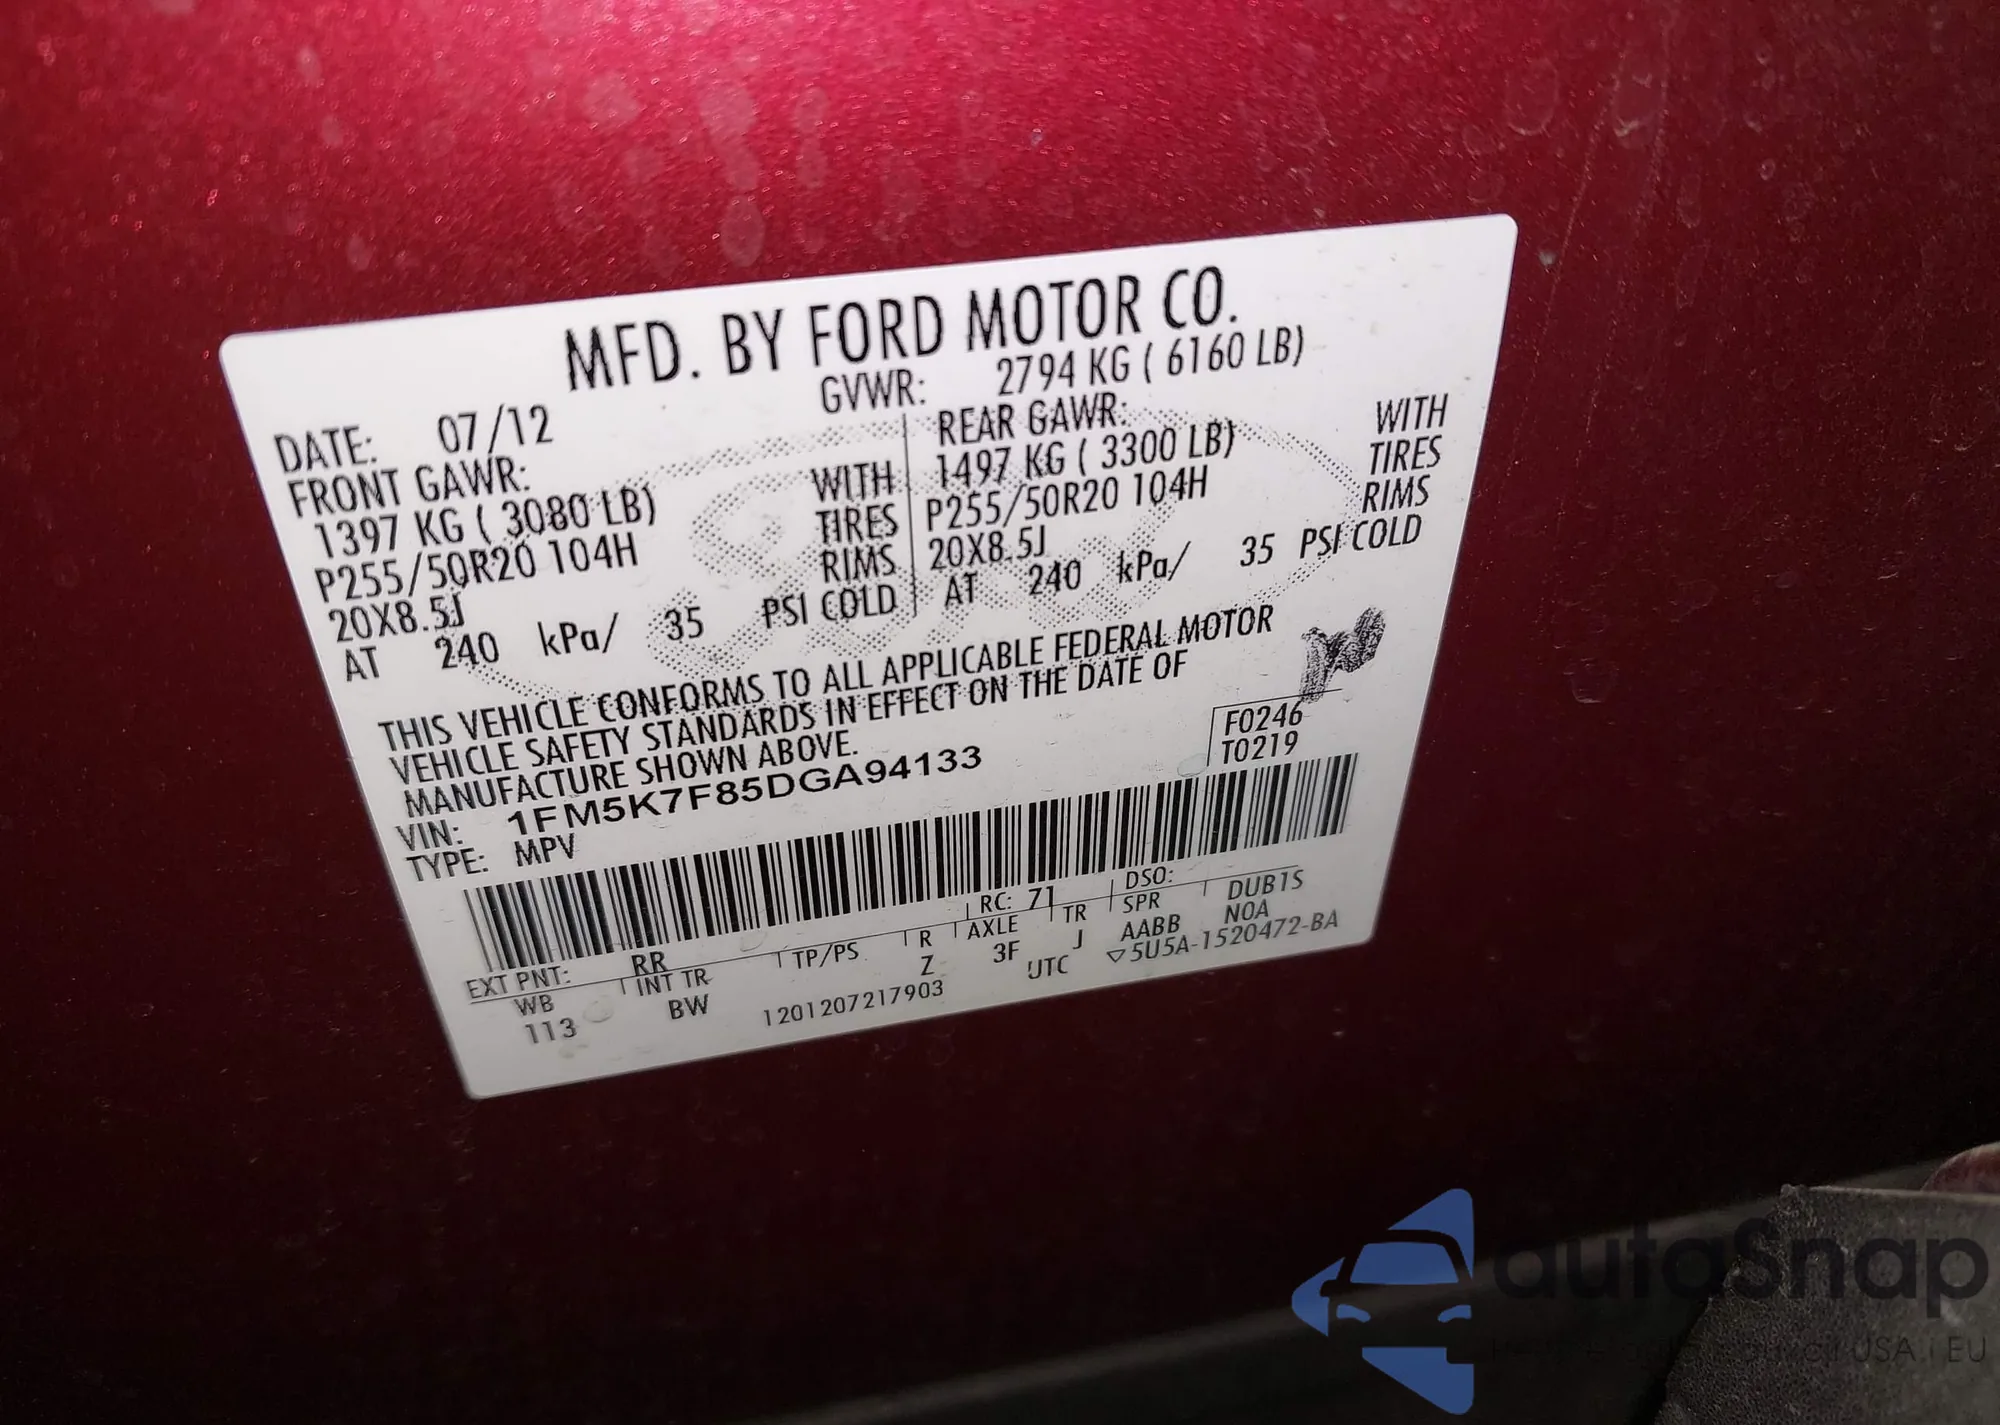 MFD. BY FORD MOTOR CO.
DATE: 07/12 GVWR: 2794 KG ( 6160 LB)
FRONT GAWR: REAR GAWR:
1397 KG ( 3080 LB) WITH 1497 KG ( 3300 LB) WITH
P255/50R20 104H TIRES P255/50R20 104H TIRES
20X8.5J RIMS 20X8.5J RIMS
AT 240 kPa/ 35 PSI COLD AT 240 kPa/ 35 PSI COLD
THIS VEHICLE CONFORMS TO ALL APPLICABLE FEDERAL MOTOR
VEHICLE SAFETY STANDARDS IN EFFECT ON THE DATE OF
MANUFACTURE SHOWN ABOVE.
F0246
T0219
VIN: 1FM5K7F85DGA94133
TYPE: MPV
EXT PNT: RR RC: 71 DSO:
WB INT TR TP/PS R AXLE TR SPR DUB1S
113 BW Z 3F J AABB NOA
1201207217903 UTC ▽5U5A-1520472-BA
autoSnap
USA i EU